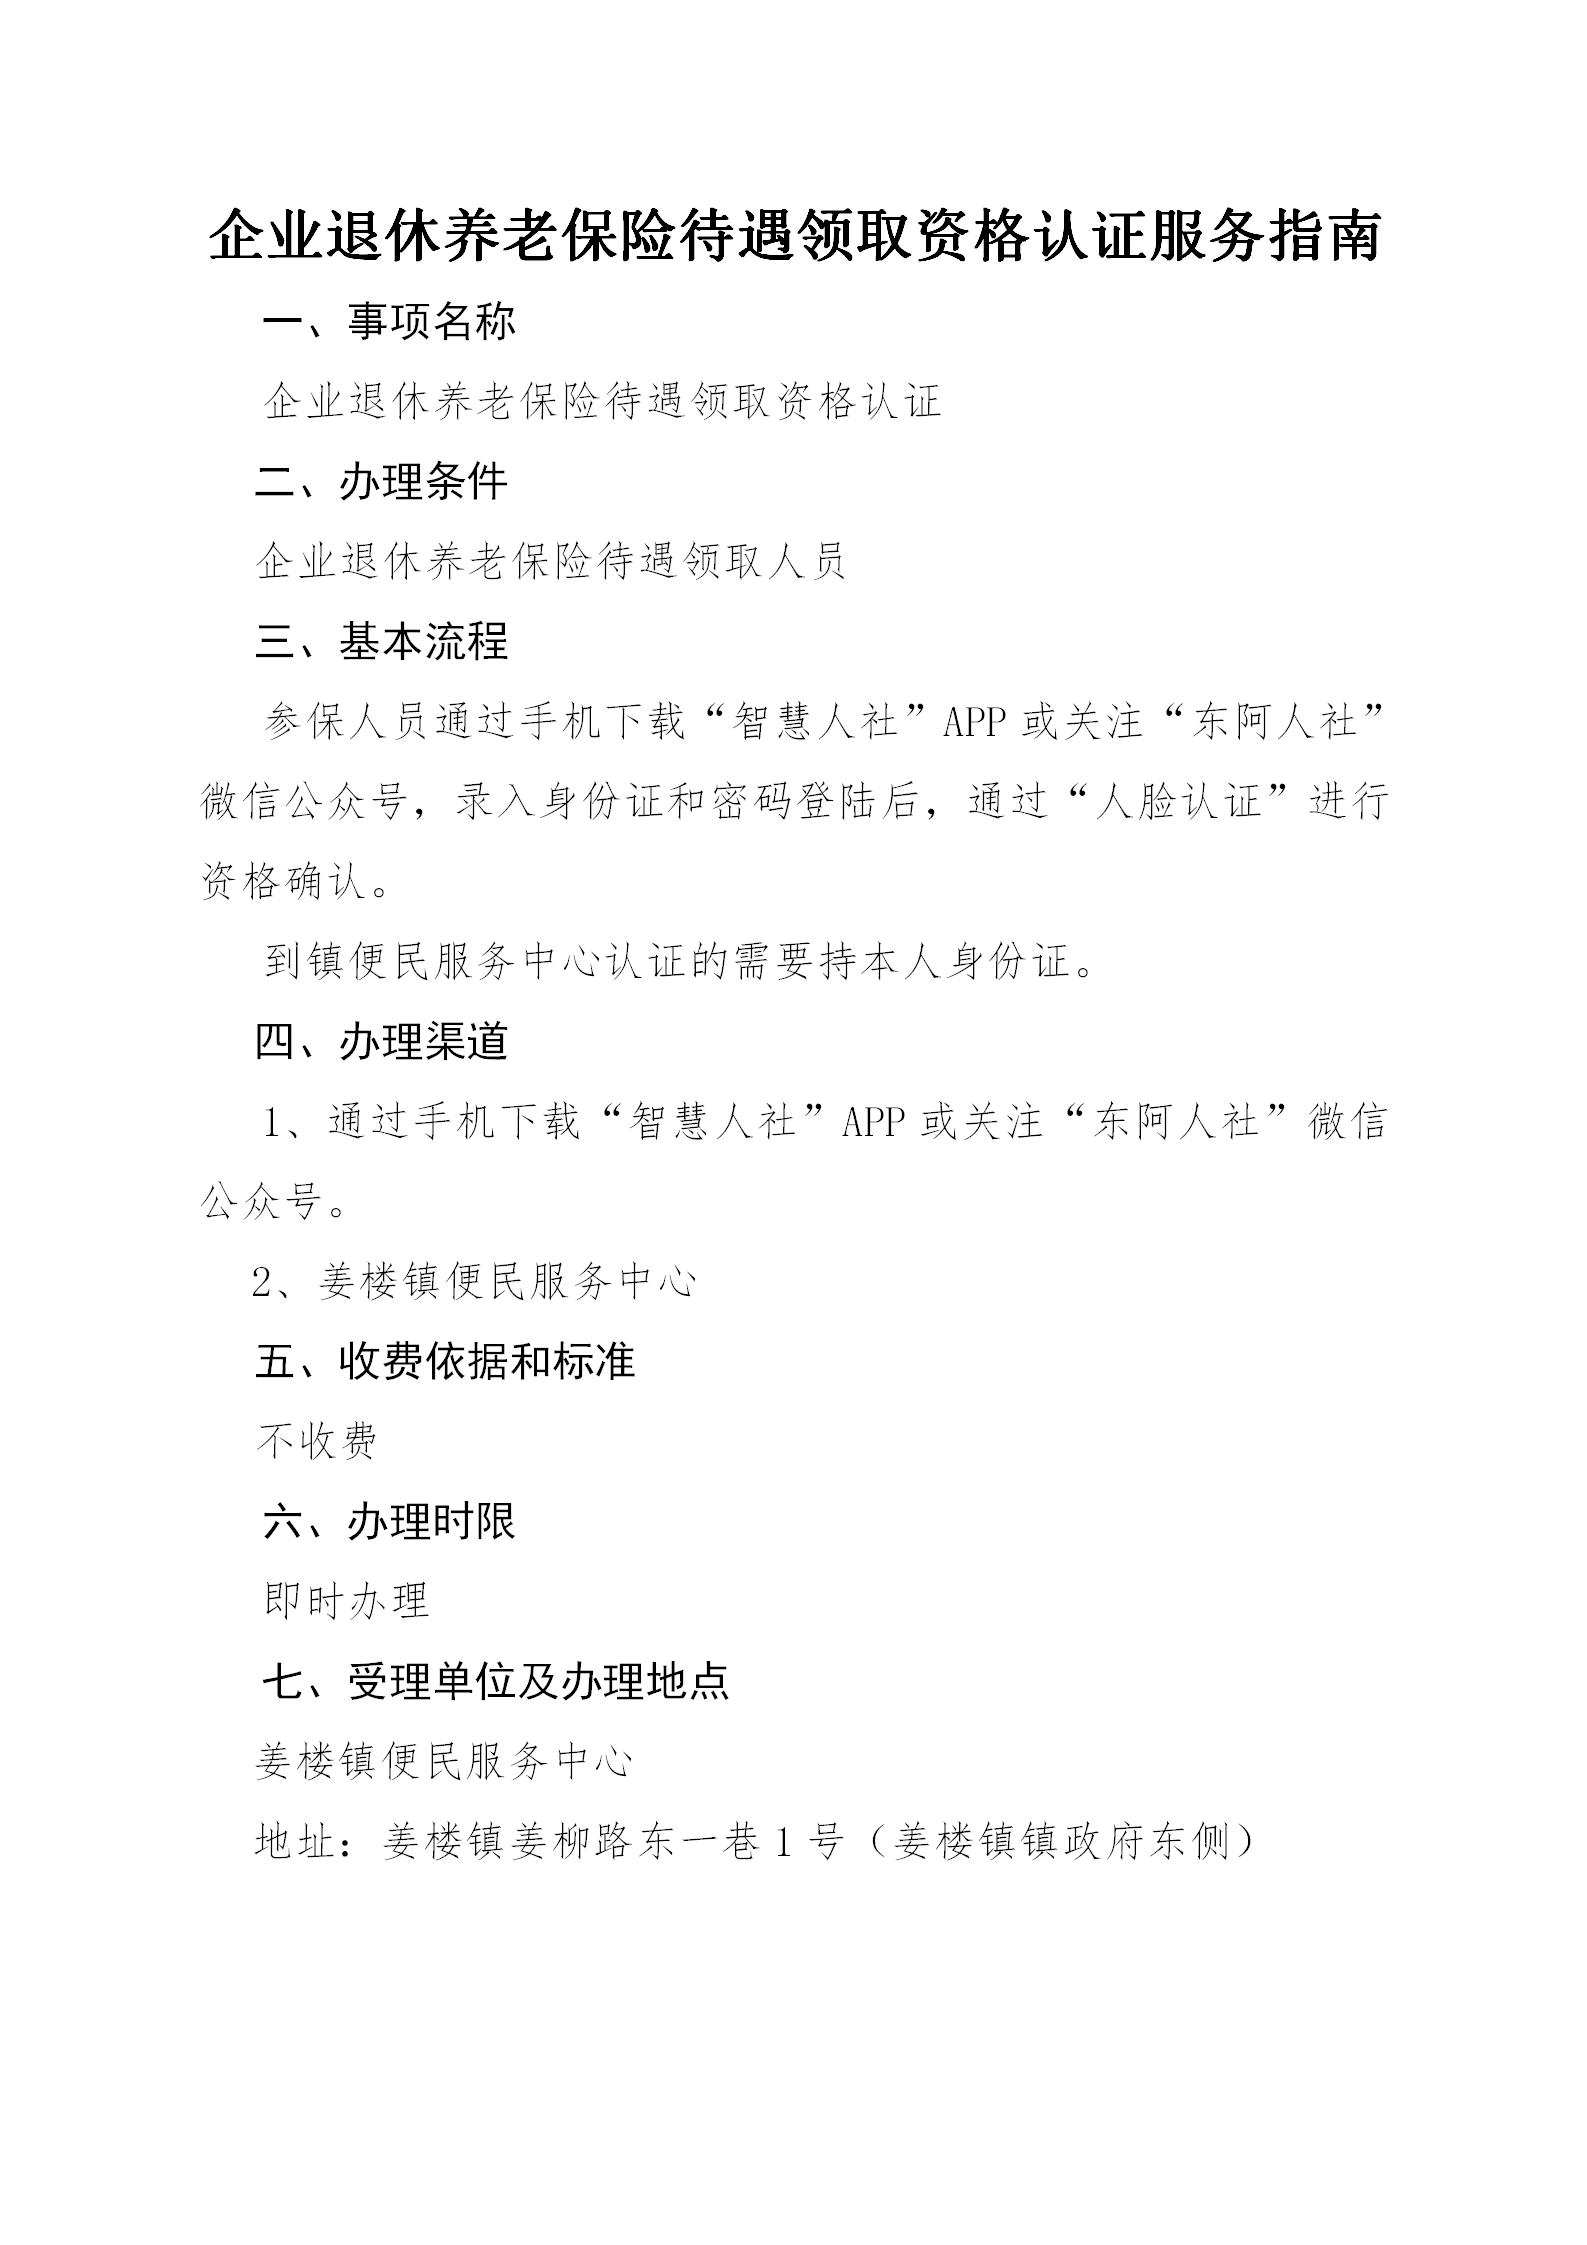 企业退休养老保险待遇领取资格认证服务指南
一、事项名称
企业退休养老保险待遇领取资格认证
二、办理条件
企业退休养老保险待遇领取人员
三、基本流程
参保人员通过手机下载“智慧人社”APP或关注“东阿人社”
微信公众号，录入身份证和密码登陆后，通过“人脸认证”进行
资格确认。
到镇便民服务中心认证的需要持本人身份证。
四、办理渠道
1、通过手机下载“智慧人社”APP或关注“东阿人社”微信
公众号。
2、姜楼镇便民服务中心
五、收费依据和标准
不收费
六、办理时限
即时办理
七、受理单位及办理地点
姜楼镇便民服务中心
地址：姜楼镇姜柳路东一巷1号（姜楼镇镇政府东侧）